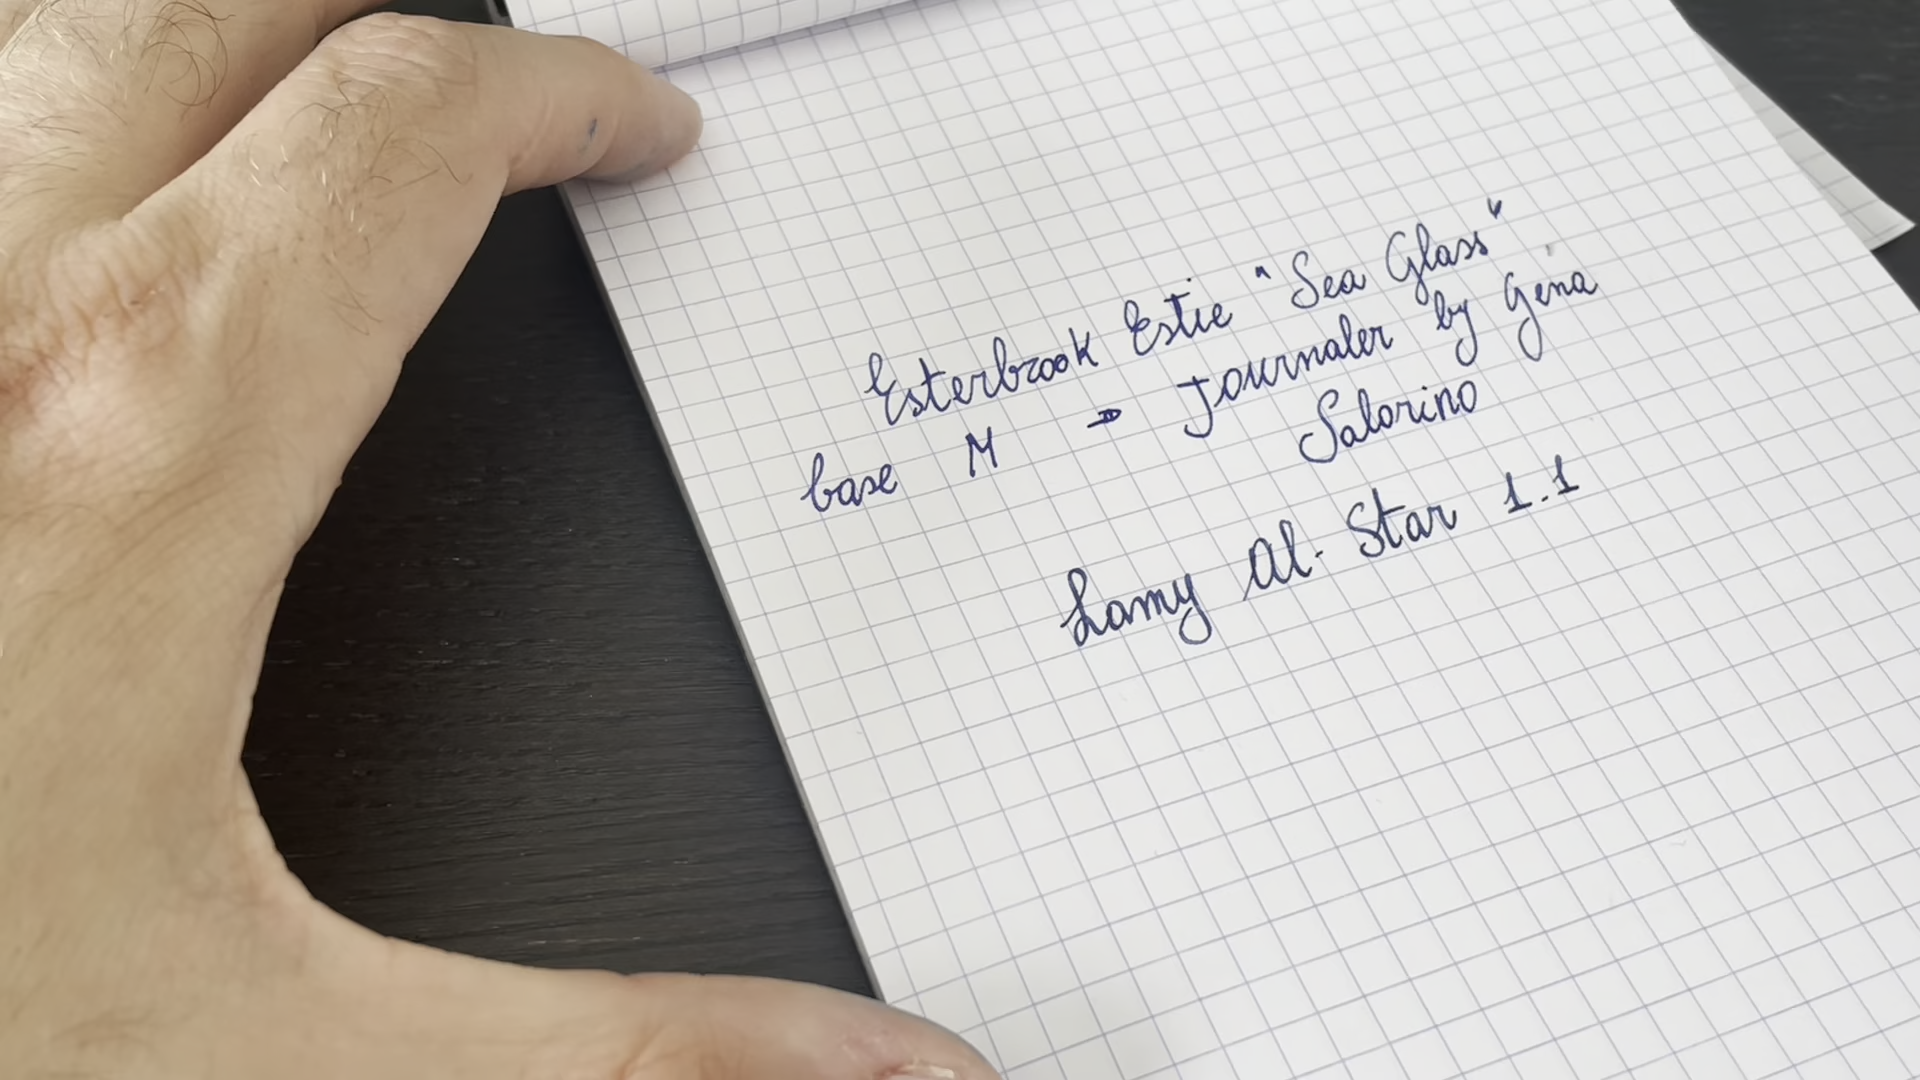 Esterbrook Estie "Sea Glass"
base M → Journaler by Gena
Salorino
Lamy Al-Star 1.1